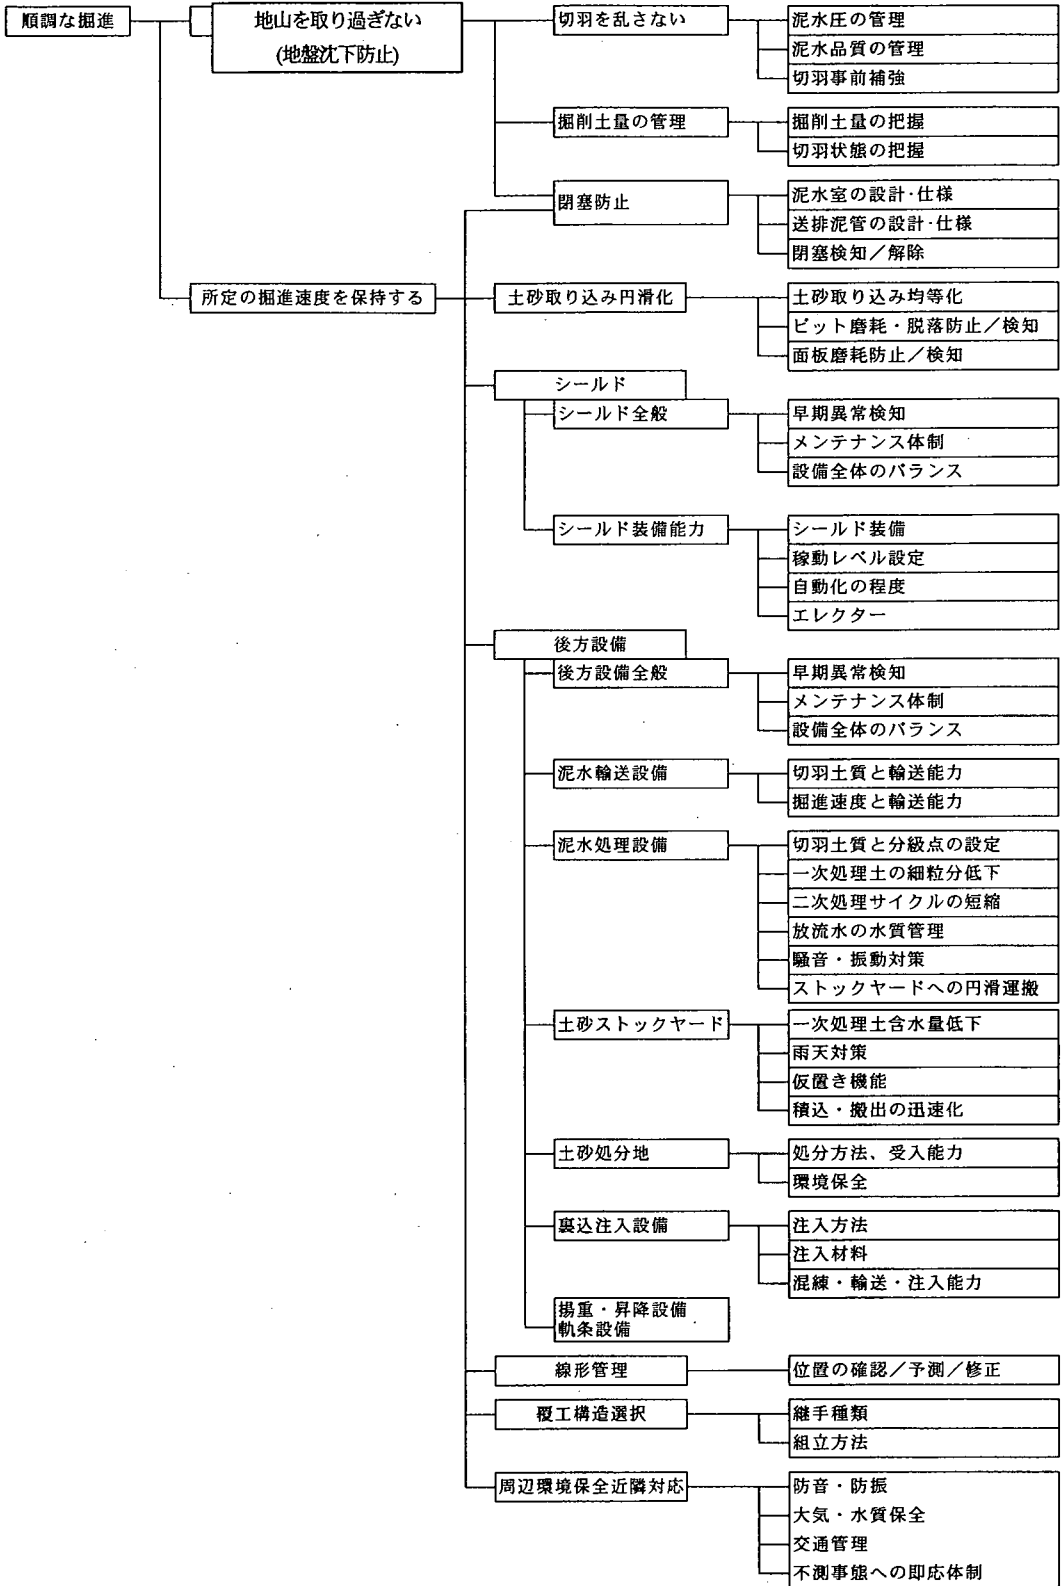 順調な掘進
地山を取り過ぎない
(地盤沈下防止)
切羽を乱さない
泥水圧の管理
泥水品質の管理
切羽事前補強
掘削土量の管理
掘削土量の把握
切羽状態の把握
閉塞防止
泥水室の設計･仕様
送排泥管の設計･仕様
閉塞検知／解除
所定の掘進速度を保持する
土砂取り込み円滑化
土砂取り込み均等化
ビット磨耗・脱落防止／検知
面板磨耗防止／検知
シールド
シールド全般
早期異常検知
メンテナンス体制
設備全体のバランス
シールド装備能力
シールド装備
稼動レベル設定
自動化の程度
エレクター
後方設備
後方設備全般
早期異常検知
メンテナンス体制
設備全体のバランス
泥水輸送設備
切羽土質と輸送能力
掘進速度と輸送能力
泥水処理設備
切羽土質と分級点の設定
一次処理土の細粒分低下
二次処理サイクルの短縮
放流水の水質管理
騒音・振動対策
ストックヤードへの円滑運搬
土砂ストックヤード
一次処理土含水量低下
雨天対策
仮置き機能
積込・搬出の迅速化
土砂処分地
処分方法、受入能力
環境保全
裏込注入設備
注入方法
注入材料
混練・輸送・注入能力
揚重・昇降設備
軌条設備
線形管理
位置の確認／予測／修正
覆工構造選択
継手種類
組立方法
周辺環境保全近隣対応
防音・防振
大気・水質保全
交通管理
不測事態への即応体制